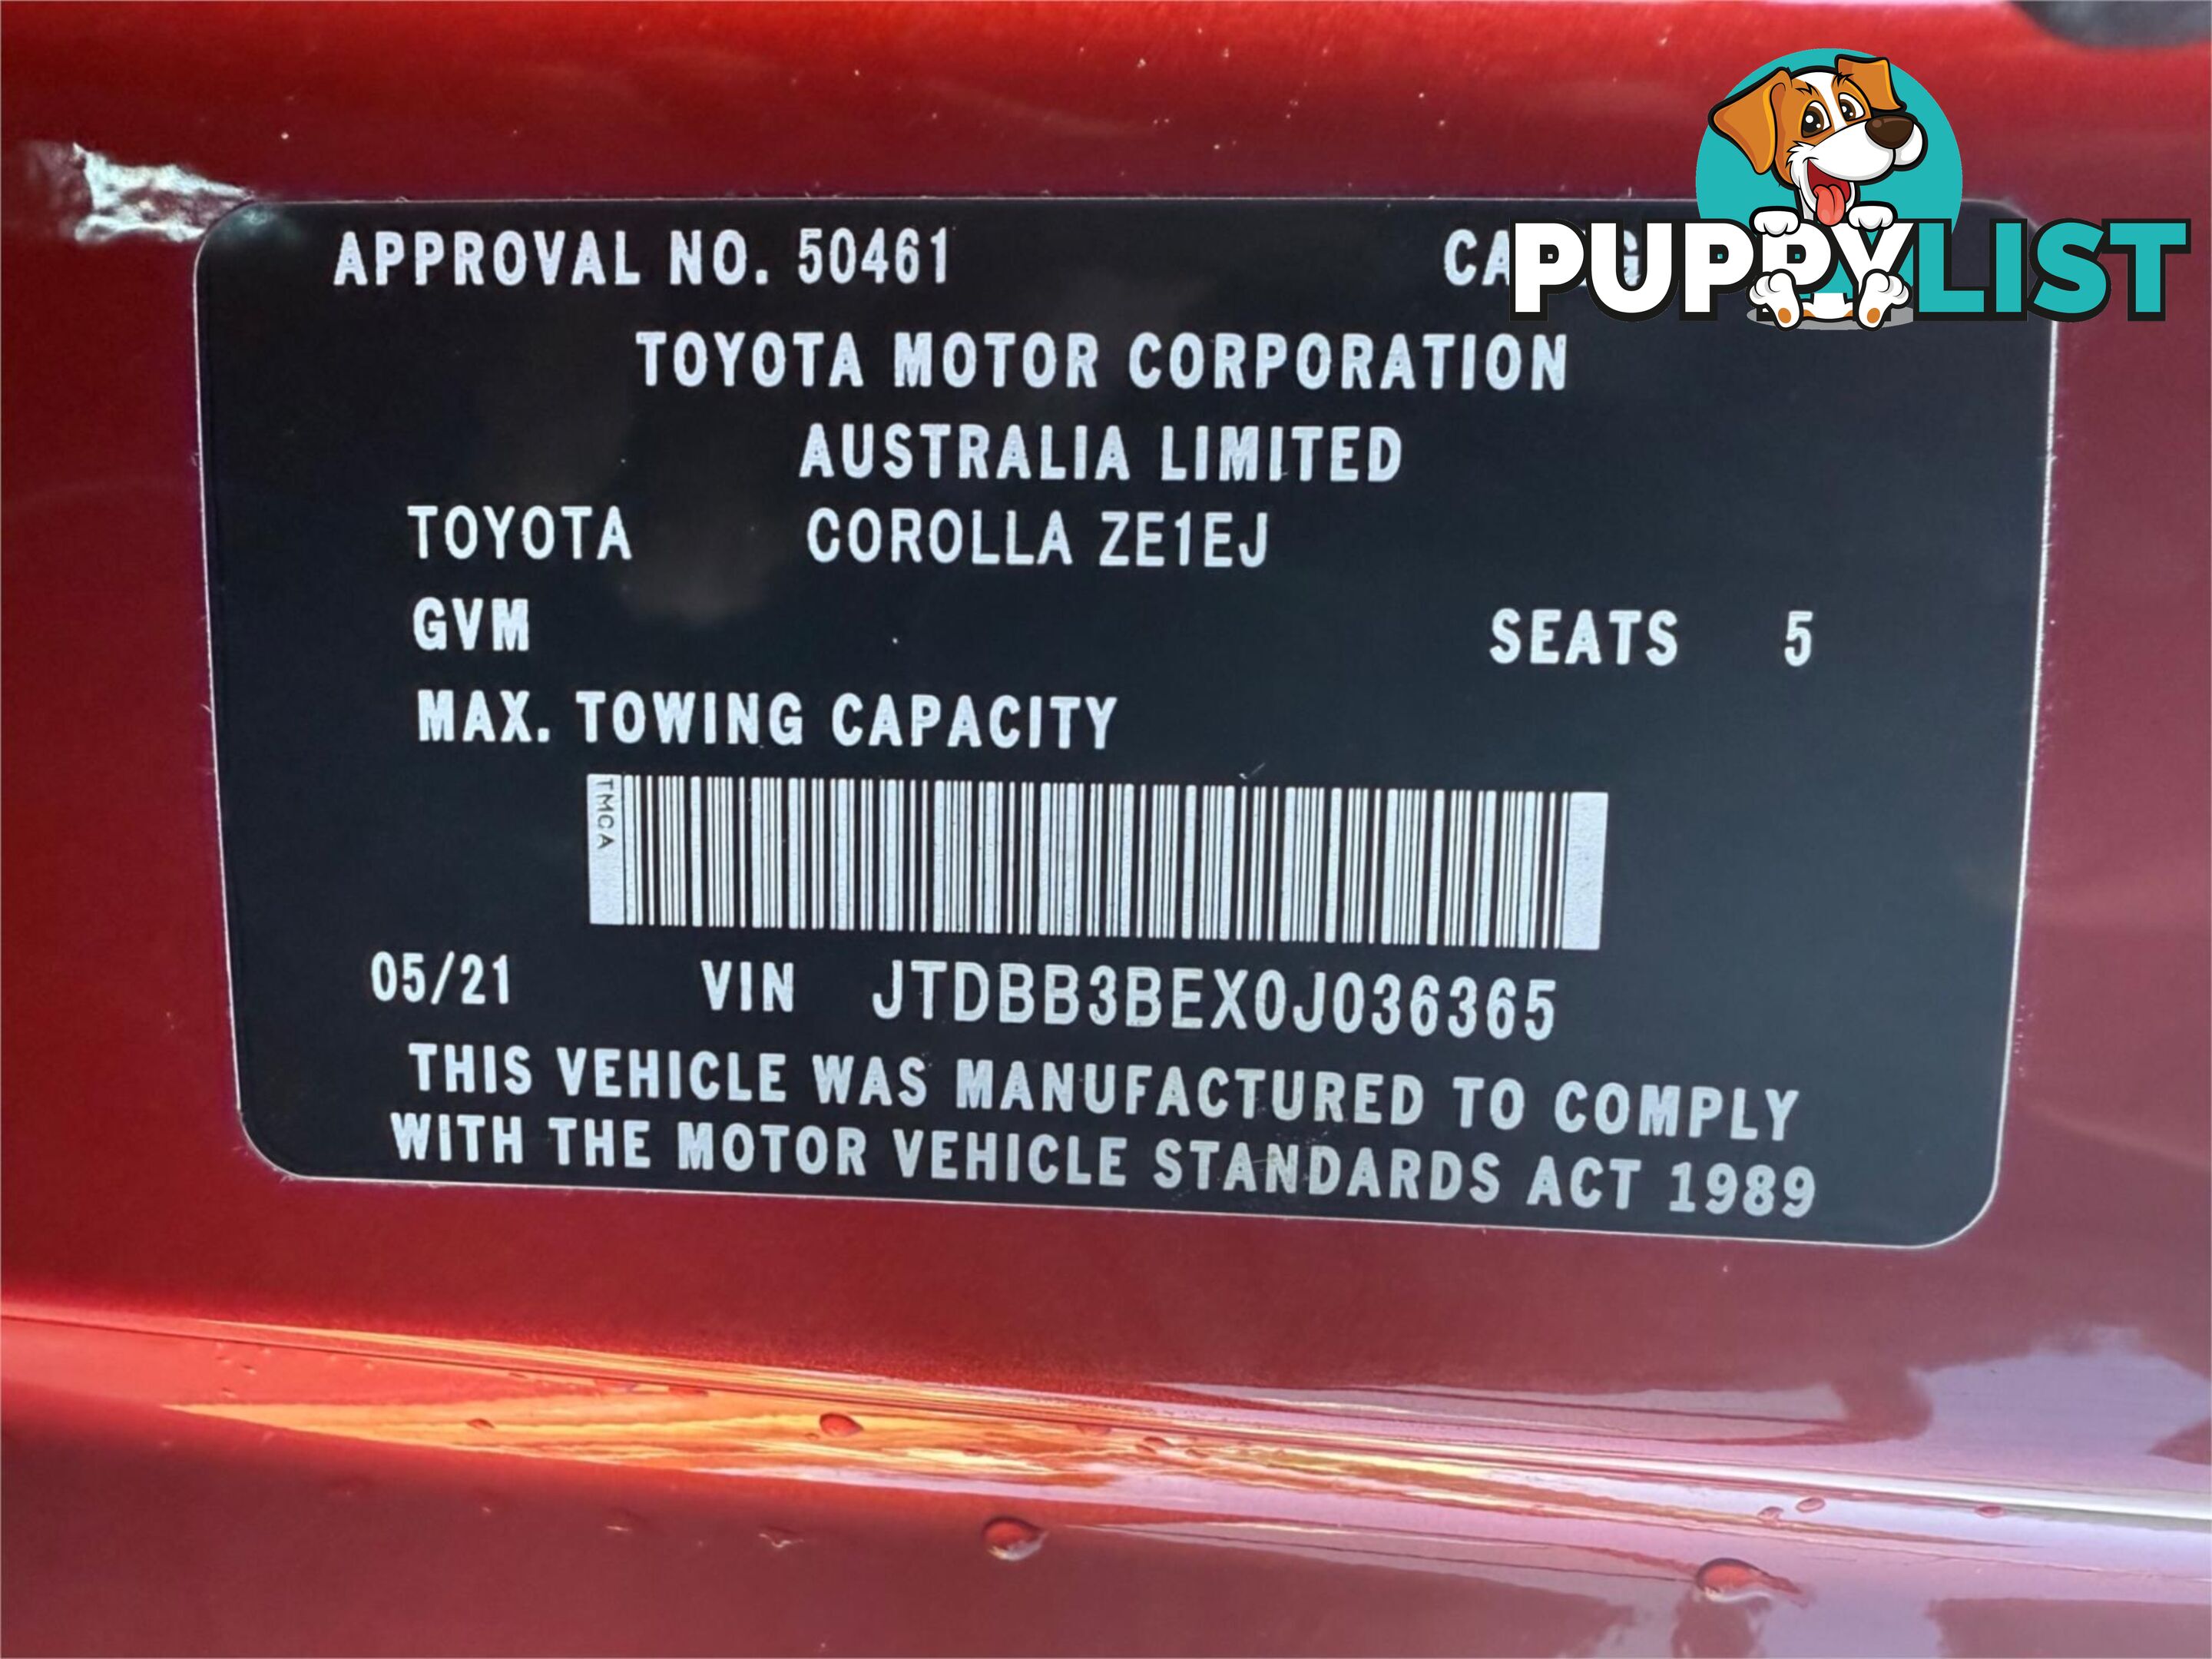 APPROVAL NO. 50461
PUPPYLIST
TOYOTA MOTOR CORPORATION
AUSTRALIA LIMITED
TOYOTA COROLLA ZE1EJ
GVM SEATS 5
MAX. TOWING CAPACITY
TMCA
05/21 VIN JTDBB3BEX0J036365
THIS VEHICLE WAS MANUFACTURED TO COMPLY
WITH THE MOTOR VEHICLE STANDARDS ACT 1989